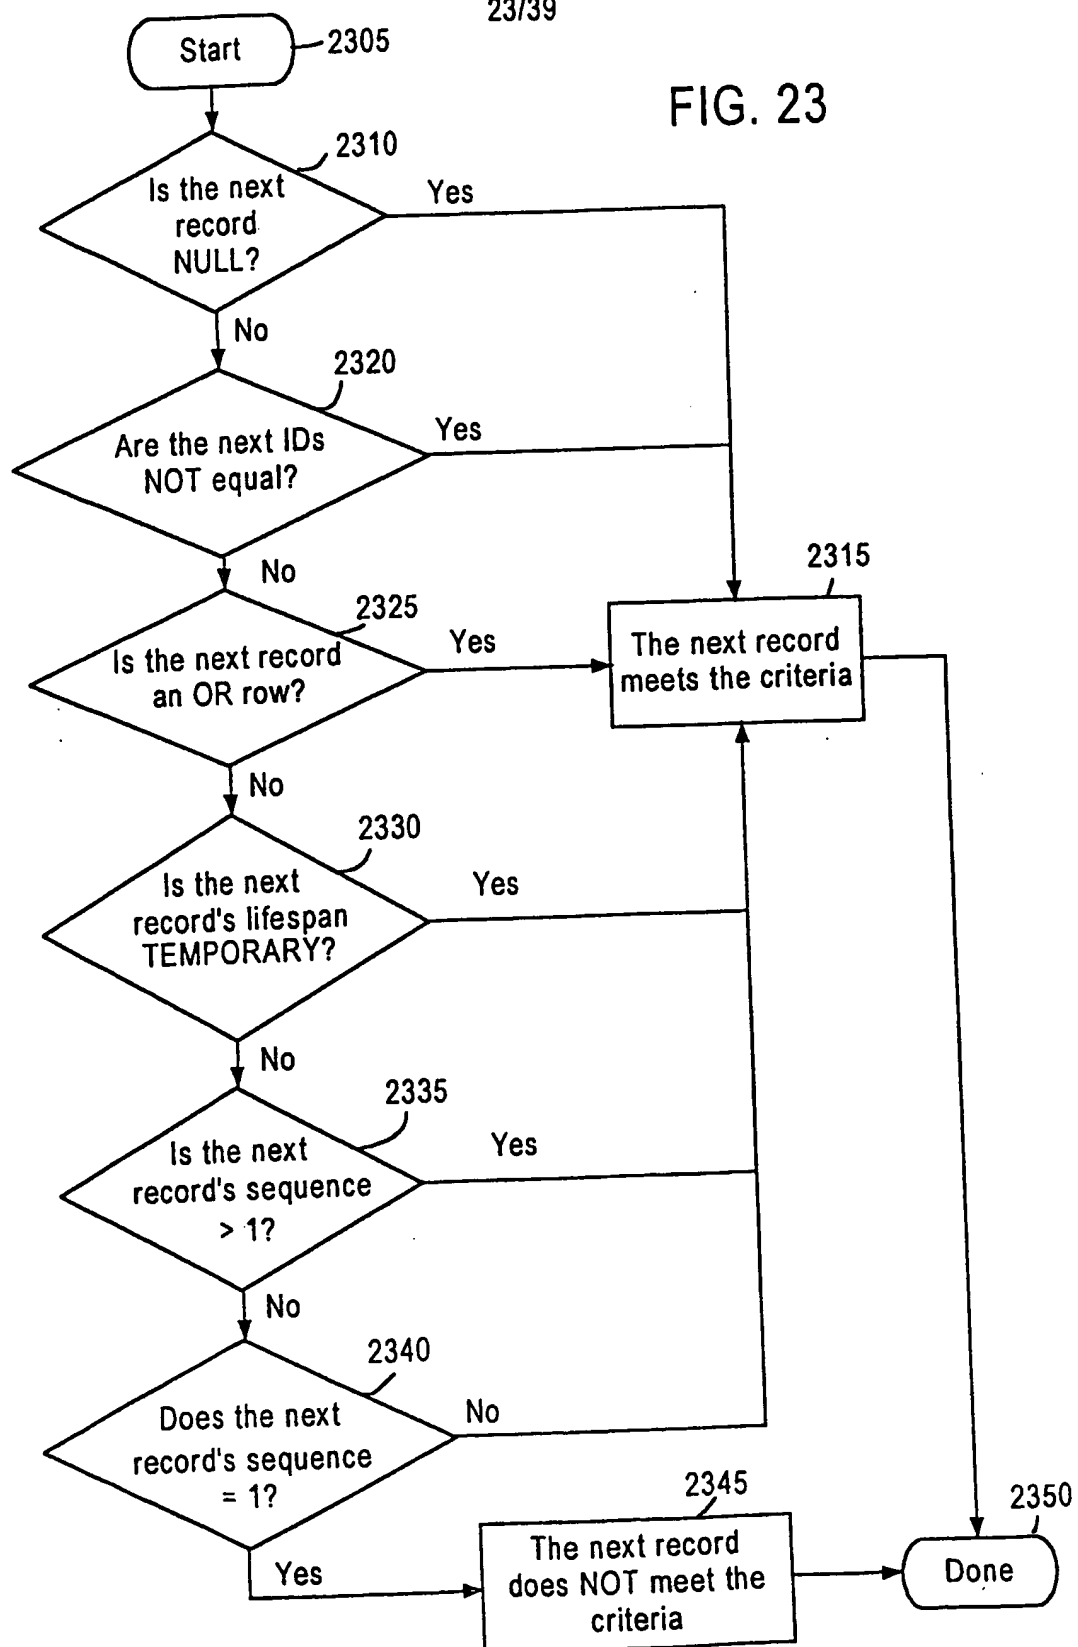 23/39
FIG. 23
Start
2305
2310
Is the next
record
NULL?
Yes
No
2320
Are the next IDs
NOT equal?
Yes
No
2325
Is the next record
an OR row?
Yes
2315
The next record
meets the criteria
No
2330
Is the next
record's lifespan
TEMPORARY?
Yes
No
2335
Is the next
record's sequence
> 1?
Yes
No
2340
Does the next
record's sequence
= 1?
No
Yes
2345
The next record
does NOT meet the
criteria
2350
Done